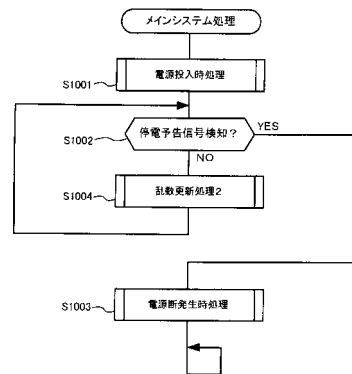 メインシステム処理
S1001
電源投入時処理
S1002
停電予告信号検知？
YES
NO
S1004
乱数更新処理2
S1003
電源断発生時処理